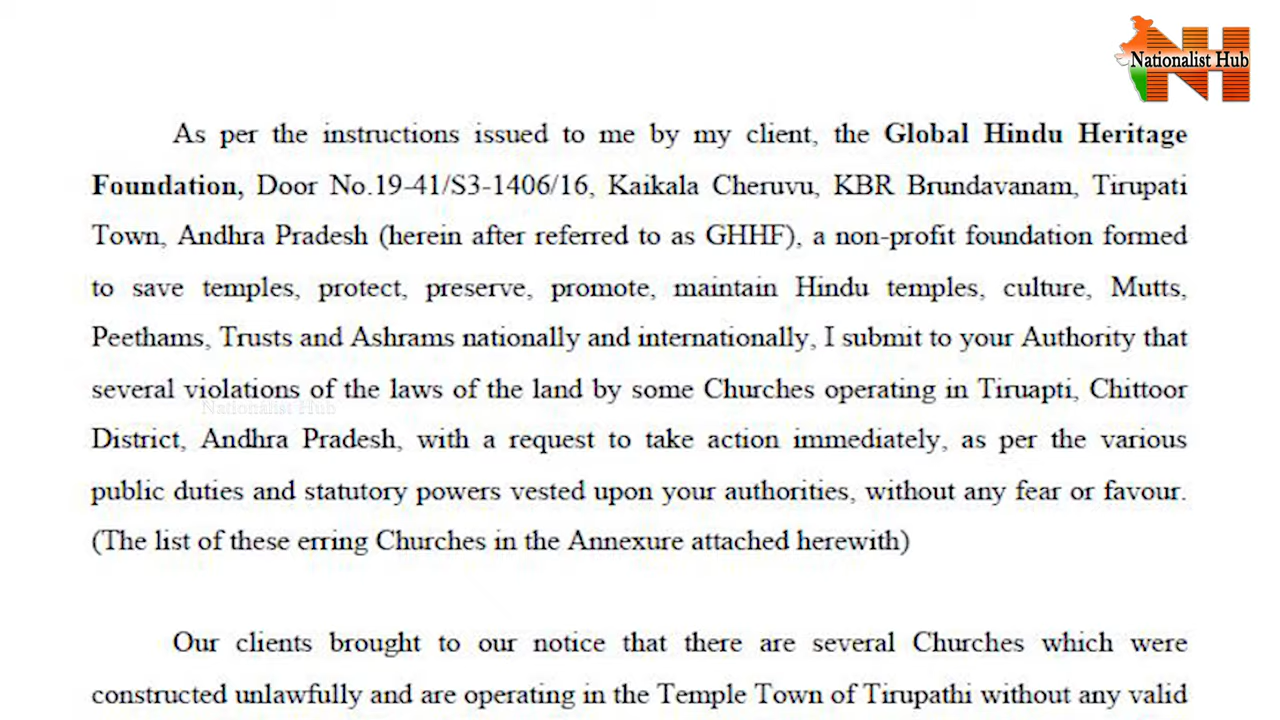 Nationalist Hub
As per the instructions issued to me by my client, the Global Hindu Heritage
Foundation, Door No.19-41/S3-1406/16, Kaikala Cheruvu, KBR Brundavanam, Tirupati
Town, Andhra Pradesh (herein after referred to as GHHF), a non-profit foundation formed
to save temples, protect, preserve, promote, maintain Hindu temples, culture, Mutts,
Peethams, Trusts and Ashrams nationally and internationally, I submit to your Authority that
several violations of the laws of the land by some Churches operating in Tiruapti, Chittoor
Nationalist Hub
District, Andhra Pradesh, with a request to take action immediately, as per the various
public duties and statutory powers vested upon your authorities, without any fear or favour.
(The list of these erring Churches in the Annexure attached herewith)
Our clients brought to our notice that there are several Churches which were
constructed unlawfully and are operating in the Temple Town of Tirupathi without any valid